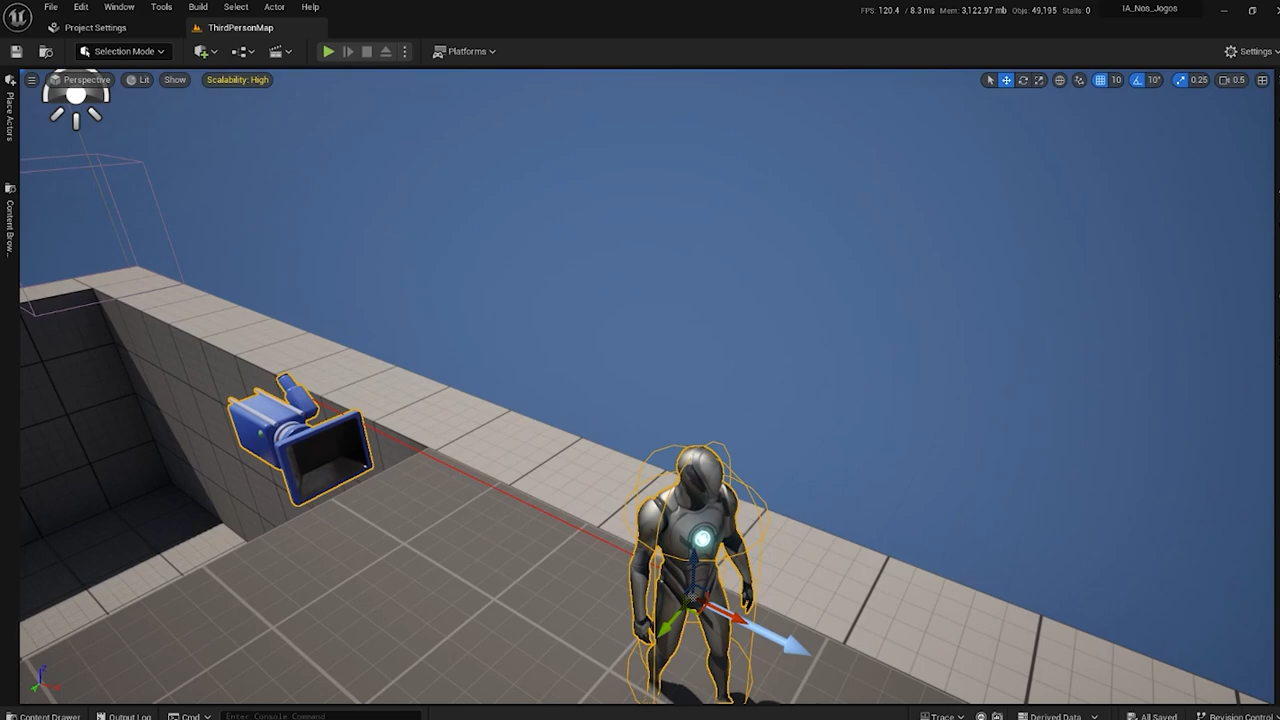 File Edit Window Tools Build Select Actor Help
FPS: 120.4 / 8.3 ms Mem: 3,122.97 mb Objs: 49,195 Stalls: 0
IA_Nos_Jogos
Project Settings
ThirdPersonMap
Selection Mode
Platforms
Settings
Perspective
Lit
Show
Scalability: High
10
10°
0.25
0.5
Place Actors
Content Brow...
Content Drawer
Output Log
Cmd
Enter Console Command
Trace
Derived Data
All Saved
Revision Control